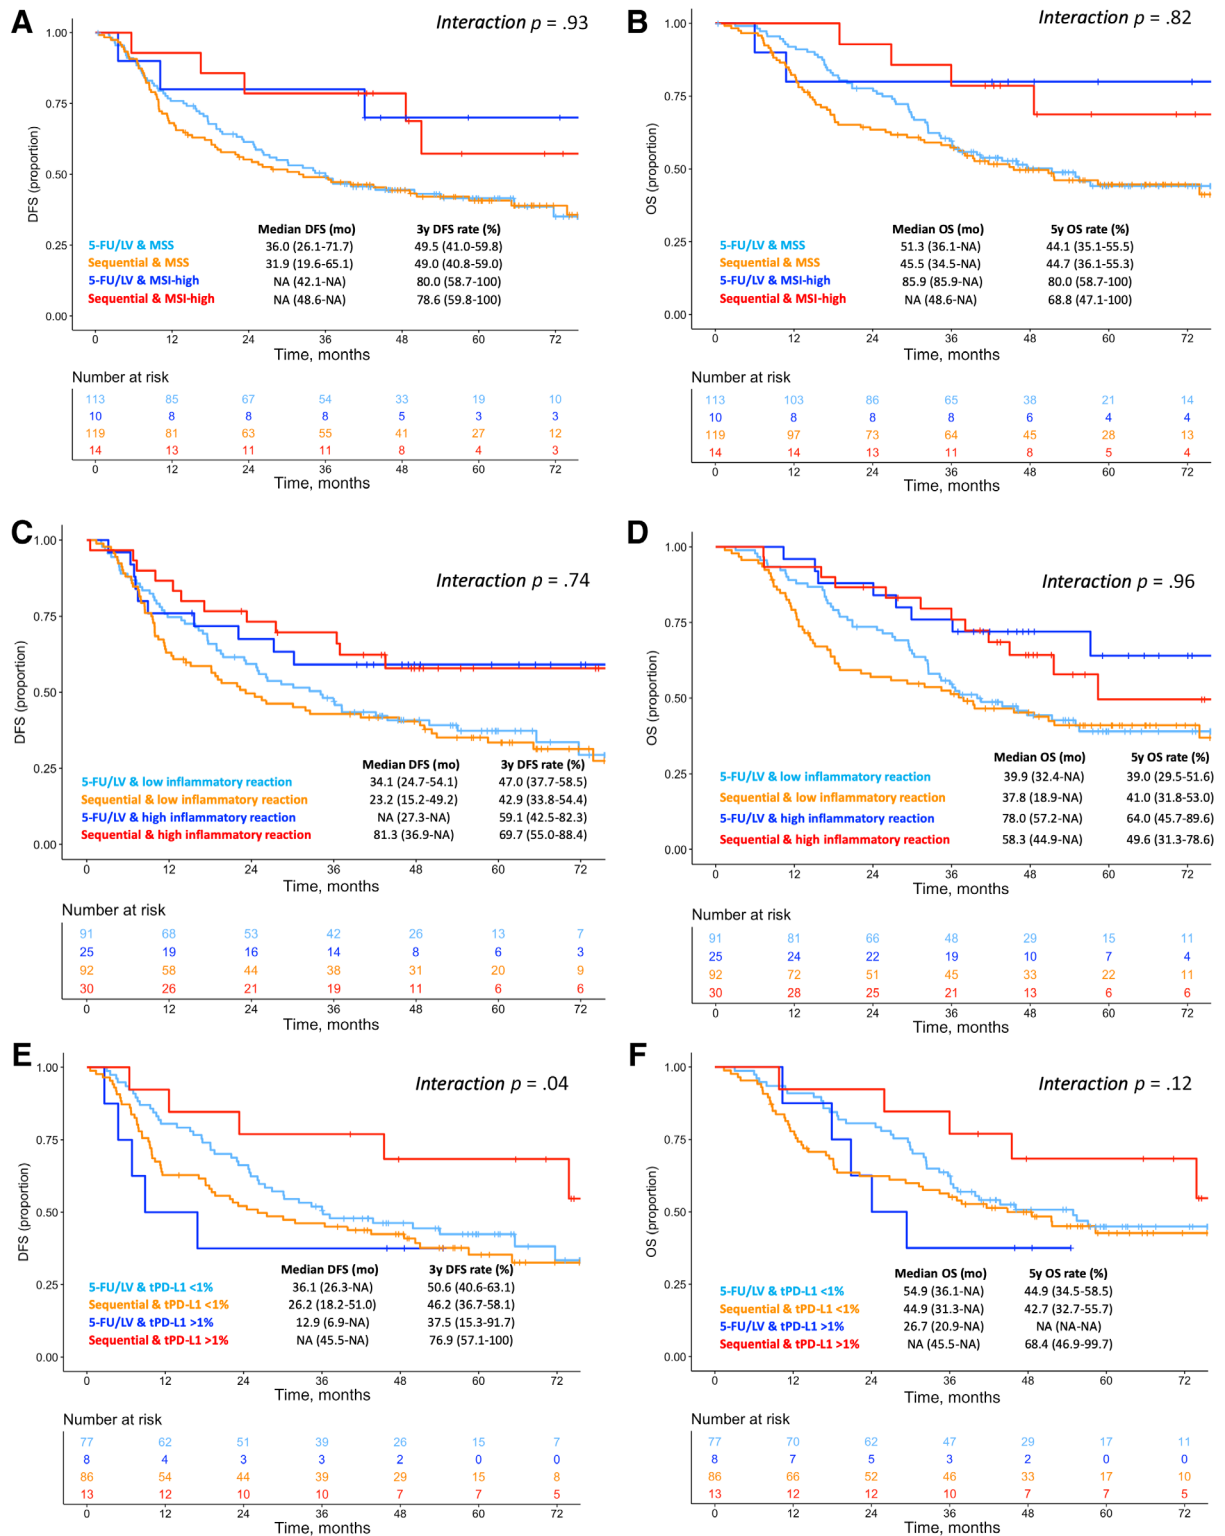 A
Interaction p = .93
1.00
0.75
0.50
0.25
0.00
DFS (proportion)
Median DFS (mo) 3y DFS rate (%)
5-FU/LV & MSS 36.0 (26.1-71.7) 49.5 (41.0-59.8)
Sequential & MSS 31.9 (19.6-65.1) 49.0 (40.8-59.0)
5-FU/LV & MSI-high NA (42.1-NA) 80.0 (58.7-100)
Sequential & MSI-high NA (48.6-NA) 78.6 (59.8-100)
0 12 24 36 48 60 72
Time, months
Number at risk
113 85 67 54 33 19 10
10 8 8 8 5 3 3
119 81 63 55 41 27 12
14 13 11 11 8 4 3
0 12 24 36 48 60 72
Time, months
B
Interaction p = .82
1.00
0.75
0.50
0.25
0.00
OS (proportion)
Median OS (mo) 5y OS rate (%)
5-FU/LV & MSS 51.3 (36.1-NA) 44.1 (35.1-55.5)
Sequential & MSS 45.5 (34.5-NA) 44.7 (36.1-55.3)
5-FU/LV & MSI-high 85.9 (85.9-NA) 80.0 (58.7-100)
Sequential & MSI-high NA (48.6-NA) 68.8 (47.1-100)
0 12 24 36 48 60 72
Time, months
Number at risk
113 103 86 65 38 21 14
10 8 8 8 6 4 4
119 97 73 64 45 28 13
14 14 13 11 8 5 4
0 12 24 36 48 60 72
Time, months
C
Interaction p = .74
1.00
0.75
0.50
0.25
0.00
DFS (proportion)
Median DFS (mo) 3y DFS rate (%)
5-FU/LV & low inflammatory reaction 34.1 (24.7-54.1) 47.0 (37.7-58.5)
Sequential & low inflammatory reaction 23.2 (15.2-49.2) 42.9 (33.8-54.4)
5-FU/LV & high inflammatory reaction NA (27.3-NA) 59.1 (42.5-82.3)
Sequential & high inflammatory reaction 81.3 (36.9-NA) 69.7 (55.0-88.4)
0 12 24 36 48 60 72
Time, months
Number at risk
91 68 53 42 26 13 7
25 19 16 14 8 6 3
92 58 44 38 31 20 9
30 26 21 19 11 6 6
0 12 24 36 48 60 72
Time, months
D
Interaction p = .96
1.00
0.75
0.50
0.25
0.00
OS (proportion)
Median OS (mo) 5y OS rate (%)
5-FU/LV & low inflammatory reaction 39.9 (32.4-NA) 39.0 (29.5-51.6)
Sequential & low inflammatory reaction 37.8 (18.9-NA) 41.0 (31.8-53.0)
5-FU/LV & high inflammatory reaction 78.0 (57.2-NA) 64.0 (45.7-89.6)
Sequential & high inflammatory reaction 58.3 (44.9-NA) 49.6 (31.3-78.6)
0 12 24 36 48 60 72
Time, months
Number at risk
91 81 66 48 29 15 11
25 24 22 19 10 7 4
92 72 51 45 33 22 11
30 28 25 21 13 6 6
0 12 24 36 48 60 72
Time, months
E
Interaction p = .04
1.00
0.75
0.50
0.25
0.00
DFS (proportion)
Median DFS (mo) 3y DFS rate (%)
5-FU/LV & tPD-L1 <1% 36.1 (26.3-NA) 50.6 (40.6-63.1)
Sequential & tPD-L1 <1% 26.2 (18.2-51.0) 46.2 (36.7-58.1)
5-FU/LV & tPD-L1 >1% 12.9 (6.9-NA) 37.5 (15.3-91.7)
Sequential & tPD-L1 >1% NA (45.5-NA) 76.9 (57.1-100)
0 12 24 36 48 60 72
Time, months
Number at risk
77 62 51 39 26 15 7
8 4 3 3 2 0 0
86 54 44 39 29 15 8
13 12 10 10 7 7 5
0 12 24 36 48 60 72
Time, months
F
Interaction p = .12
1.00
0.75
0.50
0.25
0.00
OS (proportion)
Median OS (mo) 5y OS rate (%)
5-FU/LV & tPD-L1 <1% 54.9 (36.1-NA) 44.9 (34.5-58.5)
Sequential & tPD-L1 <1% 44.9 (31.3-NA) 42.7 (32.7-55.7)
5-FU/LV & tPD-L1 >1% 26.7 (20.9-NA) NA (NA-NA)
Sequential & tPD-L1 >1% NA (45.5-NA) 68.4 (46.9-99.7)
0 12 24 36 48 60 72
Time, months
Number at risk
77 70 62 47 29 17 11
8 7 5 3 2 0 0
86 66 52 46 33 17 10
13 12 12 10 7 7 5
0 12 24 36 48 60 72
Time, months